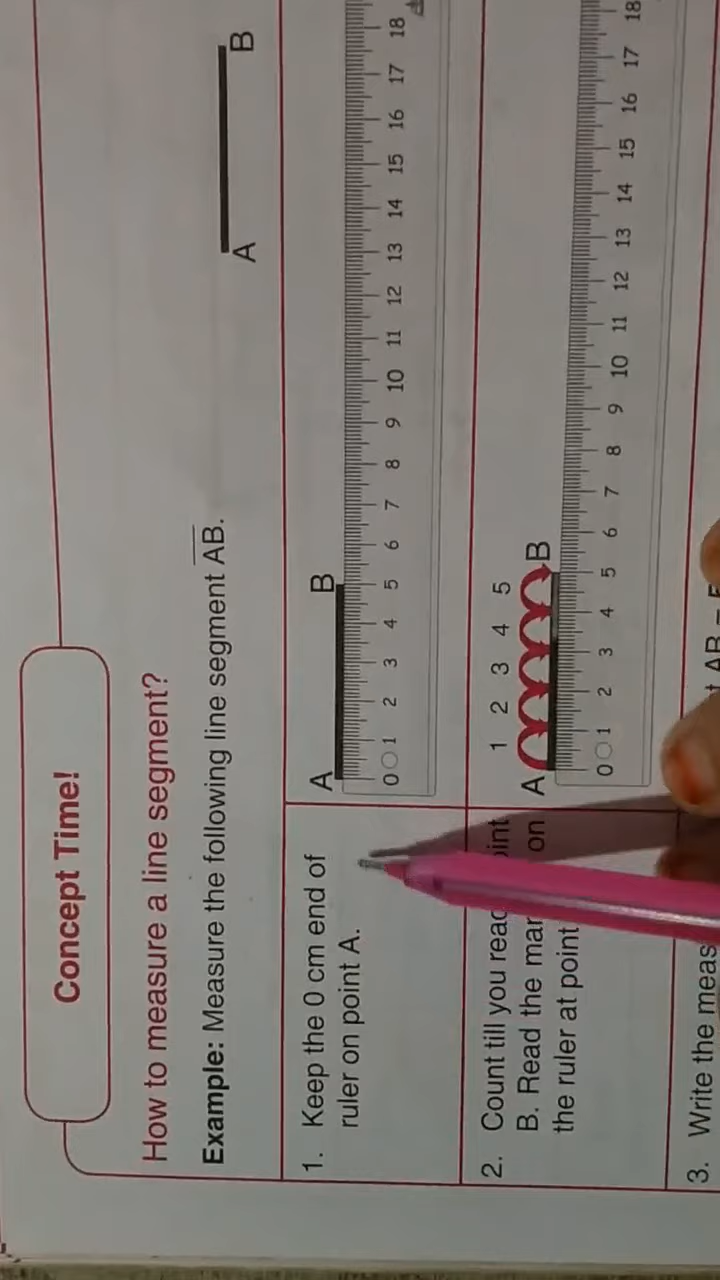 Concept Time!
How to measure a line segment?
Example: Measure the following line segment AB.
A B
1. Keep the 0 cm end of
ruler on point A.
A B
0 1 2 3 4 5 6 7 8 9 10 11 12 13 14 15 16 17 18
2. Count till you
B. Read the on
the ruler at point
1 2 3 4 5
A B
0 1 2 3 4 5 6 7 8 9 10 11 12 13 14 15 16 17 18
3. Write the